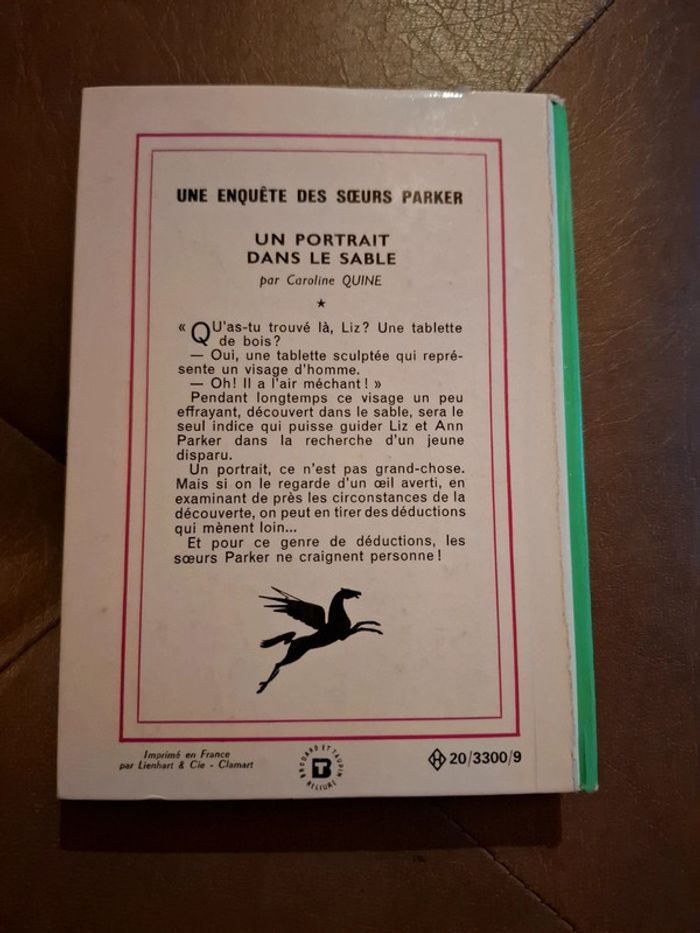 UNE ENQUÊTE DES SŒURS PARKER
UN PORTRAIT
DANS LE SABLE
par Caroline QUINE
★
« QU'as-tu trouvé là, Liz? Une tablette
de bois?
— Oui, une tablette sculptée qui repré-
sente un visage d'homme.
— Oh! Il a l'air méchant! »
Pendant longtemps ce visage un peu
effrayant, découvert dans le sable, sera le
seul indice qui puisse guider Liz et Ann
Parker dans la recherche d'un jeune
disparu.
Un portrait, ce n'est pas grand-chose.
Mais si on le regarde d'un œil averti, en
examinant de près les circonstances de la
découverte, on peut en tirer des déductions
qui mènent loin...
Et pour ce genre de déductions, les
sœurs Parker ne craignent personne!
Imprimé en France
par Lienhart & Cie - Clamart
BRODARD ET TAUPIN
BT
RELIURE
H 20/3300/9